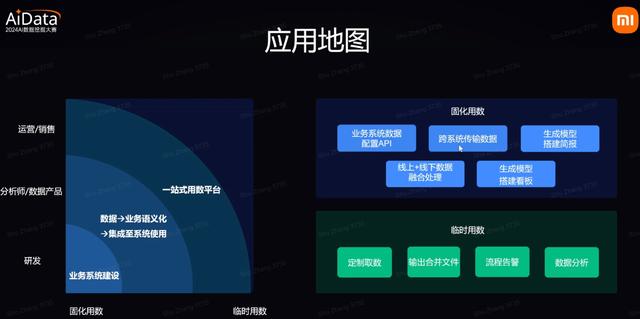 AiData
2024AI数据挖掘大赛
应用地图
运营/销售
分析师/数据产品
研发
一站式用数平台
数据→业务语义化
→集成至系统使用
业务系统建设
固化用数
临时用数
固化用数
业务系统数据
配置API
跨系统传输数据
生成模型
搭建简报
线上+线下数据
融合处理
生成模型
搭建看板
临时用数
定制取数
输出合并文件
流程告警
数据分析